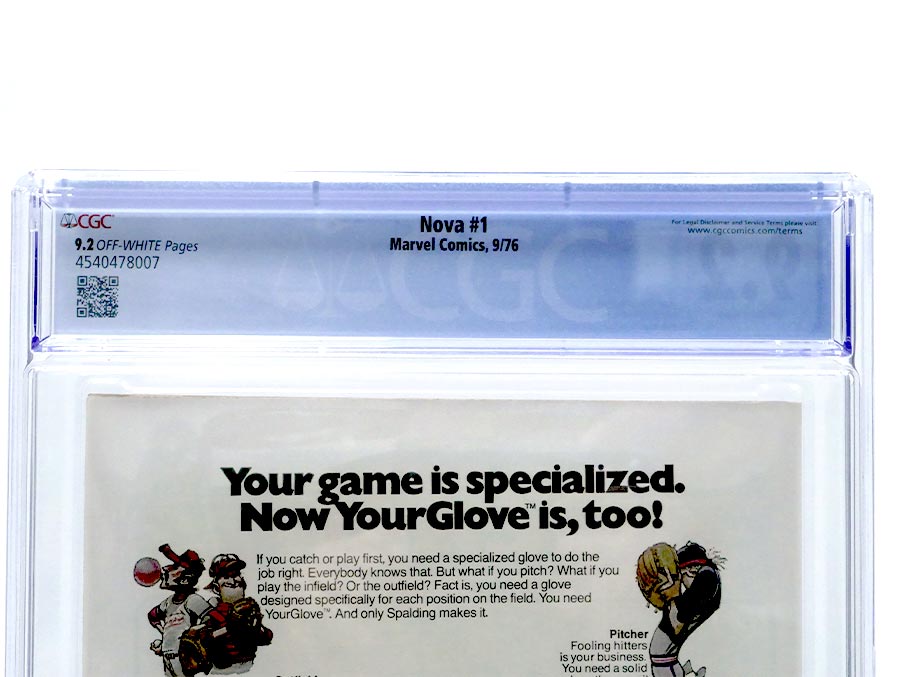 CGC
Nova #1
For Legal Disclaimer and Service Terms please visit
www.cgccomics.com/terms
9.2 OFF-WHITE Pages
Marvel Comics, 9/76
4540478007
CGC
Your game is specialized.
Now YourGlove™ is, too!
If you catch or play first, you need a specialized glove to do the
job right. Everybody knows that. But what if you pitch? What if you
play the infield? Or the outfield? Fact is, you need a glove
designed specifically for each position on the field. You need
YourGlove™. And only Spalding makes it.
Pitcher
Fooling hitters
is your business.
You need a solid